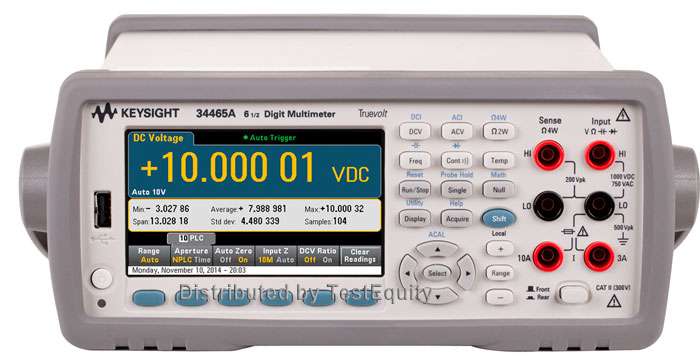 KEYSIGHT 34465A 6 1/2 Digit Multimeter Truevolt
DC Voltage
Auto Trigger
+10.000 01 VDC
Auto 10V
Min - 3.027 86 Average + 7.988 981 Max +10.000 32
Span 13.028 18 Std dev: 4.480 339 Samples: 104
10 PLC
Range Aperture Auto Zero Input Z DCV Ratio Clear
Auto NPLC Time Off On 10M Auto Off On Readings
Monday, November 10, 2014 - 20:03
DCI ACI Ω4W
DCV ACV Ω2W
Freq Cont Temp
Reset Probe Hold Math
Run/Stop Single Null
Utility Help
Display Acquire Shift
ACAL Local
+
Select Range
−
Sense Input
Ω4W V Ω
HI HI
200 Vpk 1000 VDC
750 VAC
LO LO
500 Vpk
10A I 3A
Front
Rear
CAT II (300V)
Distributed by TestEquity